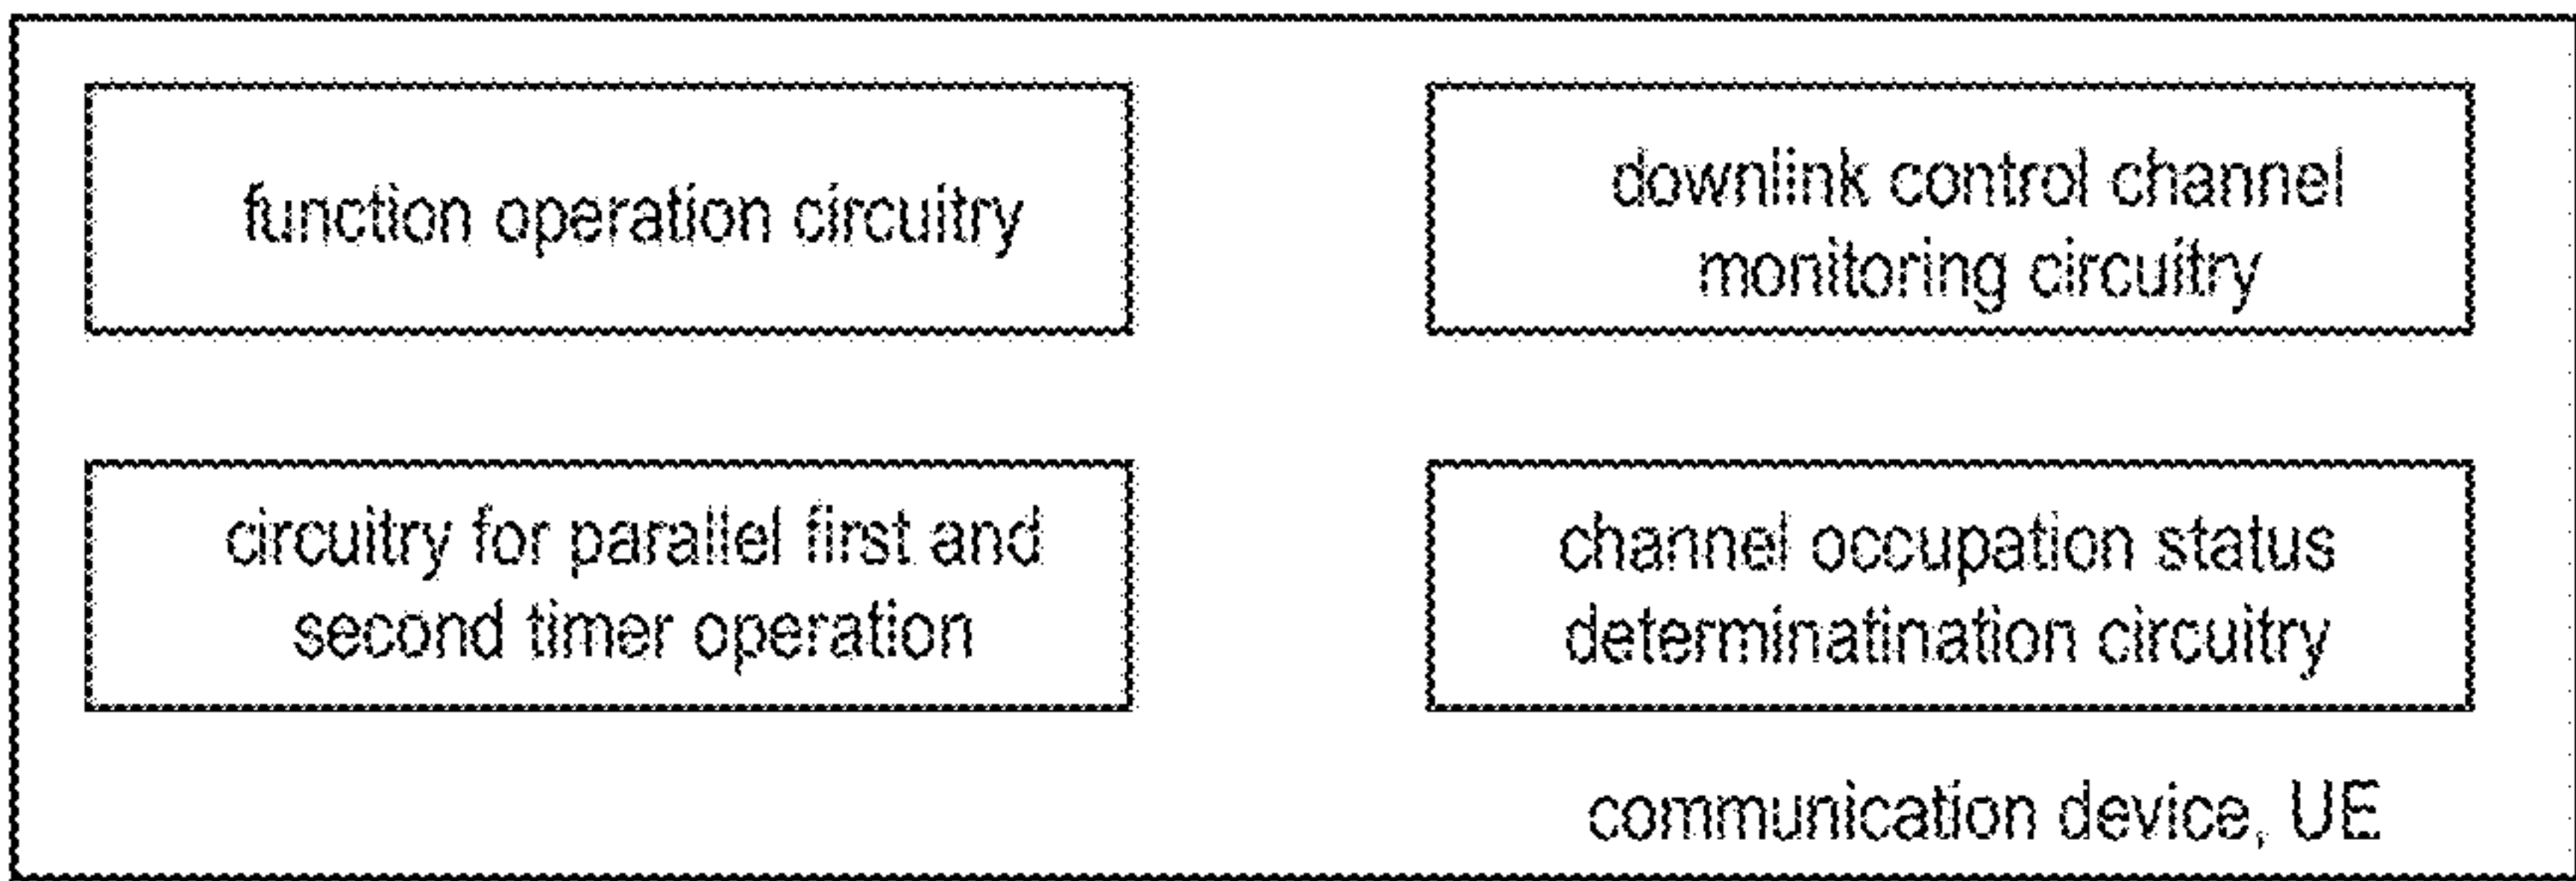 function operation circuitry
downlink control channel
monitoring circuitry
circuitry for parallel first and
second timer operation
channel occupation status
determinatination circuitry
communication device, UE